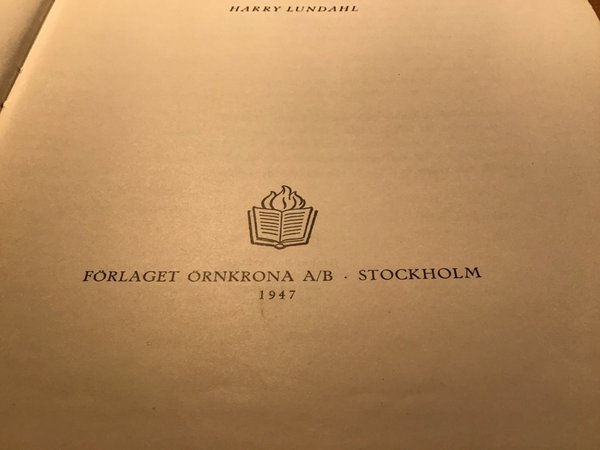 HARRY LUNDAHL
FÖRLAGET ÖRNKRONA A/B · STOCKHOLM
1947